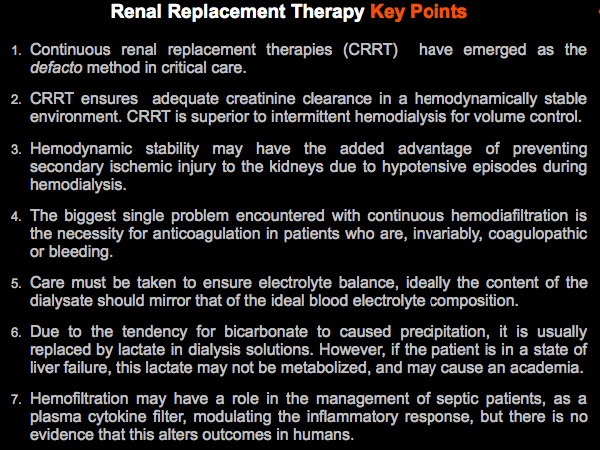 Renal Replacement Therapy Key Points
1. Continuous renal replacement therapies (CRRT) have emerged as the
defacto method in critical care.
2. CRRT ensures adequate creatinine clearance in a hemodynamically stable
environment. CRRT is superior to intermittent hemodialysis for volume control.
3. Hemodynamic stability may have the added advantage of preventing
secondary ischemic injury to the kidneys due to hypotensive episodes during
hemodialysis.
4. The biggest single problem encountered with continuous hemodiafiltration is
the necessity for anticoagulation in patients who are, invariably, coagulopathic
or bleeding.
5. Care must be taken to ensure electrolyte balance, ideally the content of the
dialysate should mirror that of the ideal blood electrolyte composition.
6. Due to the tendency for bicarbonate to caused precipitation, it is usually
replaced by lactate in dialysis solutions. However, if the patient is in a state of
liver failure, this lactate may not be metabolized, and may cause an academia.
7. Hemofiltration may have a role in the management of septic patients, as a
plasma cytokine filter, modulating the inflammatory response, but there is no
evidence that this alters outcomes in humans.